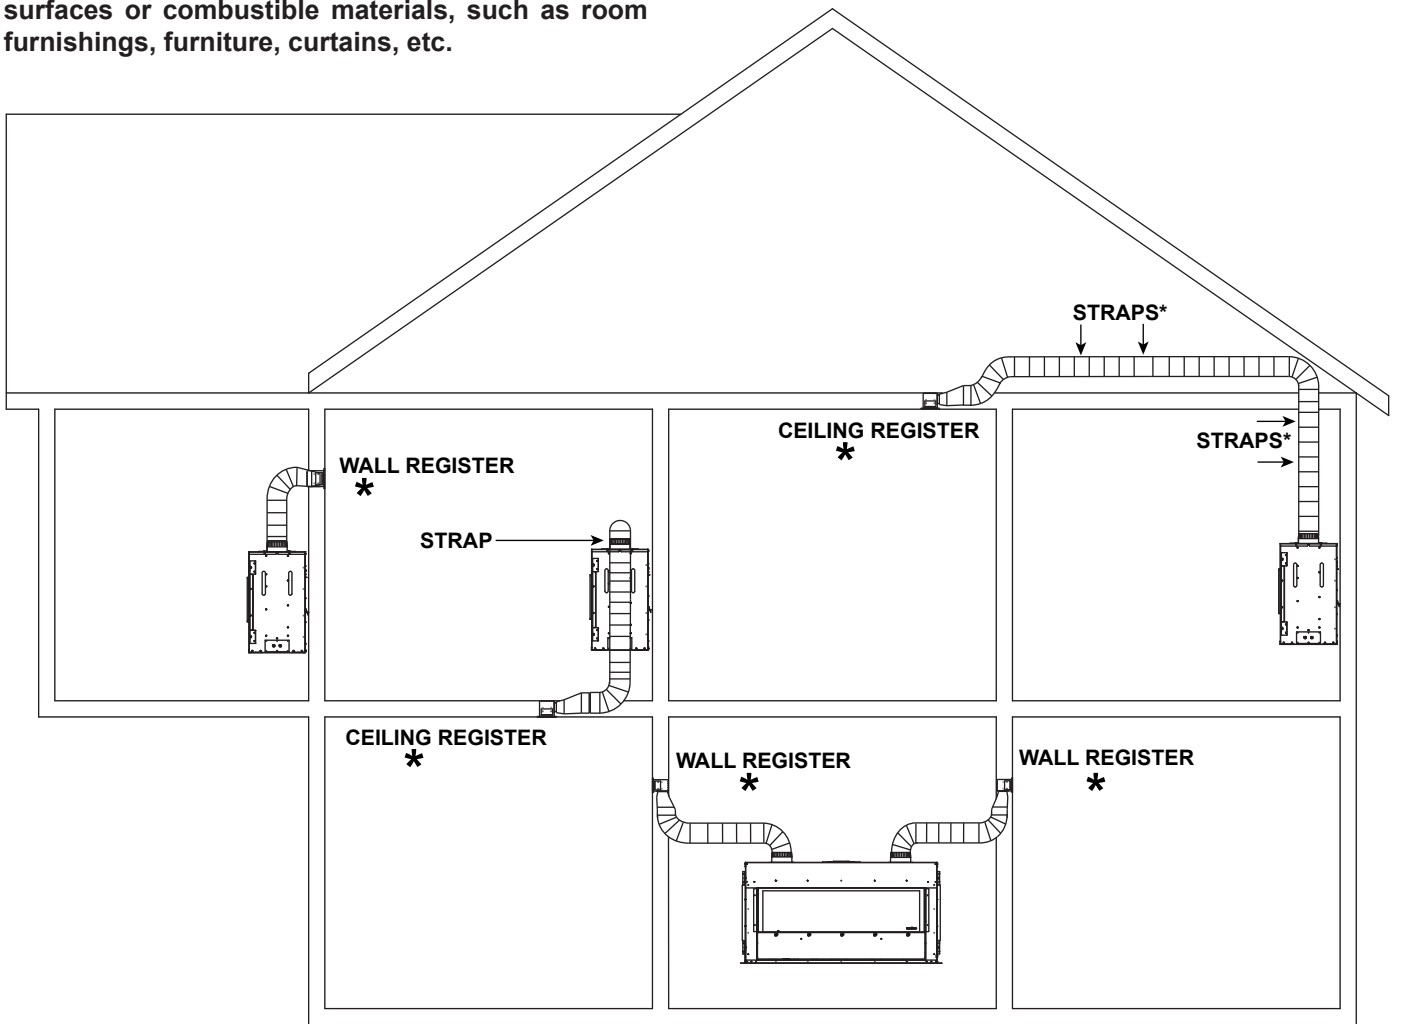 surfaces or combustible materials, such as room
furnishings, furniture, curtains, etc.
STRAPS*
CEILING REGISTER
*
STRAPS*
WALL REGISTER
*
STRAP
CEILING REGISTER
*
WALL REGISTER
*
WALL REGISTER
*